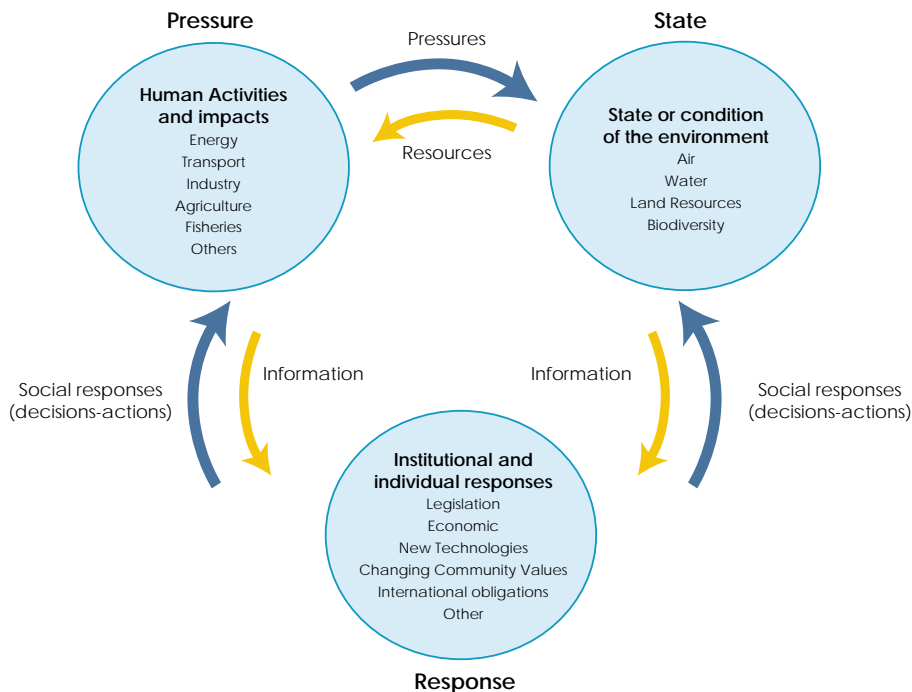 Pressure
State
Pressures
Human Activities
and impacts
Energy
Transport
Industry
Agriculture
Fisheries
Others
Resources
State or condition
of the environment
Air
Water
Land Resources
Biodiversity
Social responses
(decisions-actions)
Information
Information
Social responses
(decisions-actions)
Institutional and
individual responses
Legislation
Economic
New Technologies
Changing Community Values
International obligations
Other
Response